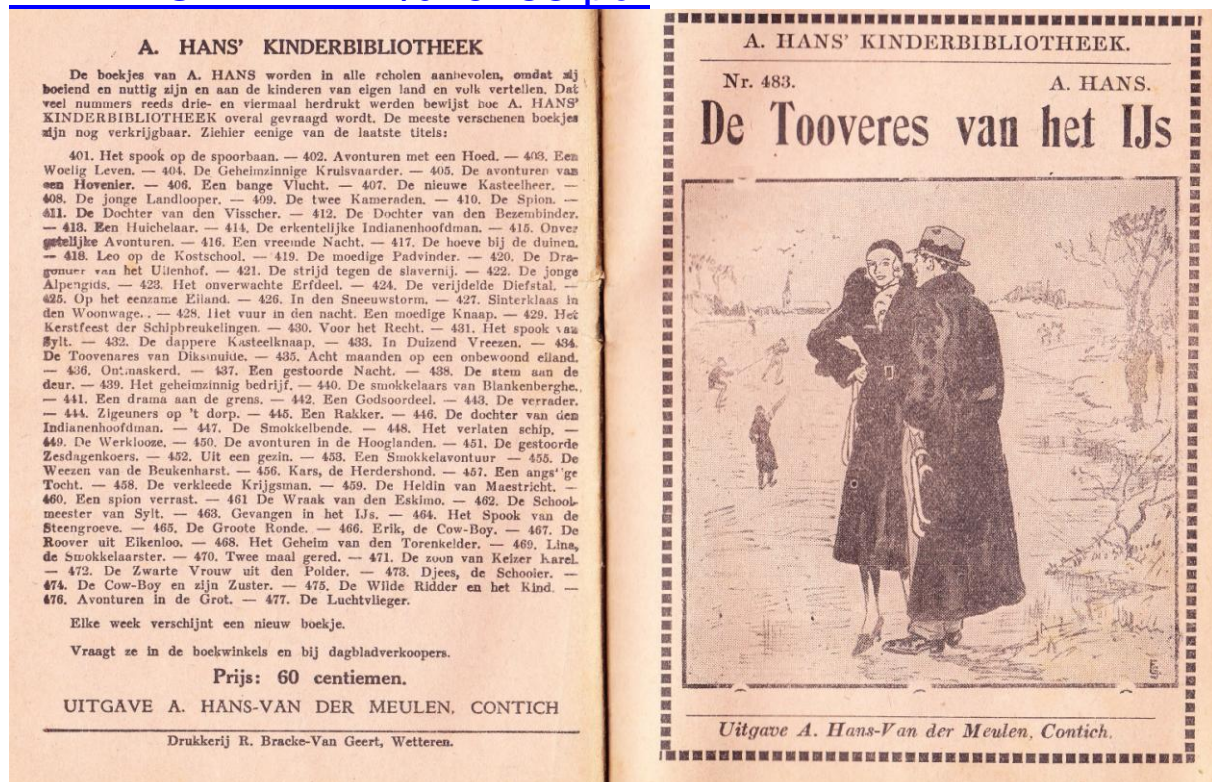 A. HANS' KINDERBIBLIOTHEEK
De boekjes van A. HANS worden in alle scholen aanbevolen, omdat zij
boeiend en nuttig zijn en aan de kinderen van eigen land en volk vertellen. Dat
veel nummers reeds drie- en viermaal herdrukt werden bewijst hoe A. HANS'
KINDERBIBLIOTHEEK overal gevraagd wordt. De meeste verschenen boekjes
zijn nog verkrijgbaar. Ziehier eenige van de laatste titels:
401. Het spook op de spoorbaan. — 402. Avonturen met een Hoed. — 403. Een
Woelig Leven. — 404. De Geheimzinnige Kruisvaarder. — 405. De avonturen van
een Hovenier. — 406. Een bange Vlucht. — 407. De nieuwe Kasteelheer. —
408. De jonge Landlooper. — 409. De twee Kameraden. — 410. De Spion. —
411. De Dochter van den Visscher. — 412. De Dochter van den Bezembinder.
— 413. Een Huichelaar. — 414. De erkentelijke Indianenhoofdman. — 415. Onver
getelijke Avonturen. — 416. Een vreemde Nacht. — 417. De hoeve bij de duinen.
— 418. Leo op de Kostschool. — 419. De moedige Padvinder. — 420. De Dra-
gonder van het Uilenhof. — 421. De strijd tegen de slavernij. — 422. De jonge
Alpengids. — 423. Het onverwachte Erfdeel. — 424. De verijdelde Diefstal. —
425. Op het eenzame Eiland. — 426. In den Sneeuwstorm. — 427. Sinterklaas in
den Woonwage.. — 428. Het vuur in den nacht. Een moedige Knaap. — 429. Het
Kerstfeest der Schipbreukelingen. — 430. Voor het Recht. — 431. Het spook van
Sylt. — 432. De dappere Kasteelknaap. — 433. In Duizend Vreezen. — 434.
De Toovenares van Diksmuide. — 435. Acht maanden op een onbewoond eiland.
— 436. Ontmaskerd. — 437. Een gestoorde Nacht. — 438. De stem aan de
deur. — 439. Het geheimzinnig bedrijf. — 440. De smokkelaars van Blankenberghe.
— 441. Een drama aan de grens. — 442. Een Godsoordeel. — 443. De verrader.
— 444. Zigeuners op 't dorp. — 445. Een Rakker. — 446. De dochter van den
Indianenhoofdman. — 447. De Smokkelbende. — 448. Het verlaten schip. —
449. De Werklooze. — 450. De avonturen in de Hooglanden. — 451. De gestoorde
Zesdagenkoers. — 452. Uit een gezin. — 453. Een Smokkelavontuur — 455. De
Weezen van de Beukenharst. — 456. Kars, de Herdershond. — 457. Een angs''ge
Tocht. — 458. De verkleede Krijgsman. — 459. De Heldin van Maestricht. —
460. Een spion verrast. — 461 De Wraak van den Eskimo. — 462. De School-
meester van Sylt. — 463. Gevangen in het IJs. — 464. Het Spook van de
Steengroeve. — 465. De Groote Ronde. — 466. Erik, de Cow-Boy. — 467. De
Roover uit Eikenloo. — 468. Het Geheim van den Torenkelder. — 469. Lina,
de Smokkelaarster. — 470. Twee maal gered. — 471. De zoon van Keizer Karel.
— 472. De Zwarte Vrouw uit den Polder. — 473. Djees, de Schooier. —
474. De Cow-Boy en zijn Zuster. — 475. De Wilde Ridder en het Kind. —
476. Avonturen in de Grot. — 477. De Luchtvlieger.
Elke week verschijnt een nieuw boekje.
Vraagt ze in de boekwinkels en bij dagbladverkoopers.
Prijs: 60 centiemen.
UITGAVE A. HANS-VAN DER MEULEN, CONTICH
Drukkerij R. Bracke-Van Geert, Wetteren.
A. HANS' KINDERBIBLIOTHEEK.
Nr. 483. A. HANS.
De Tooveres van het IJs
Uitgave A. Hans-Van der Meulen, Contich.